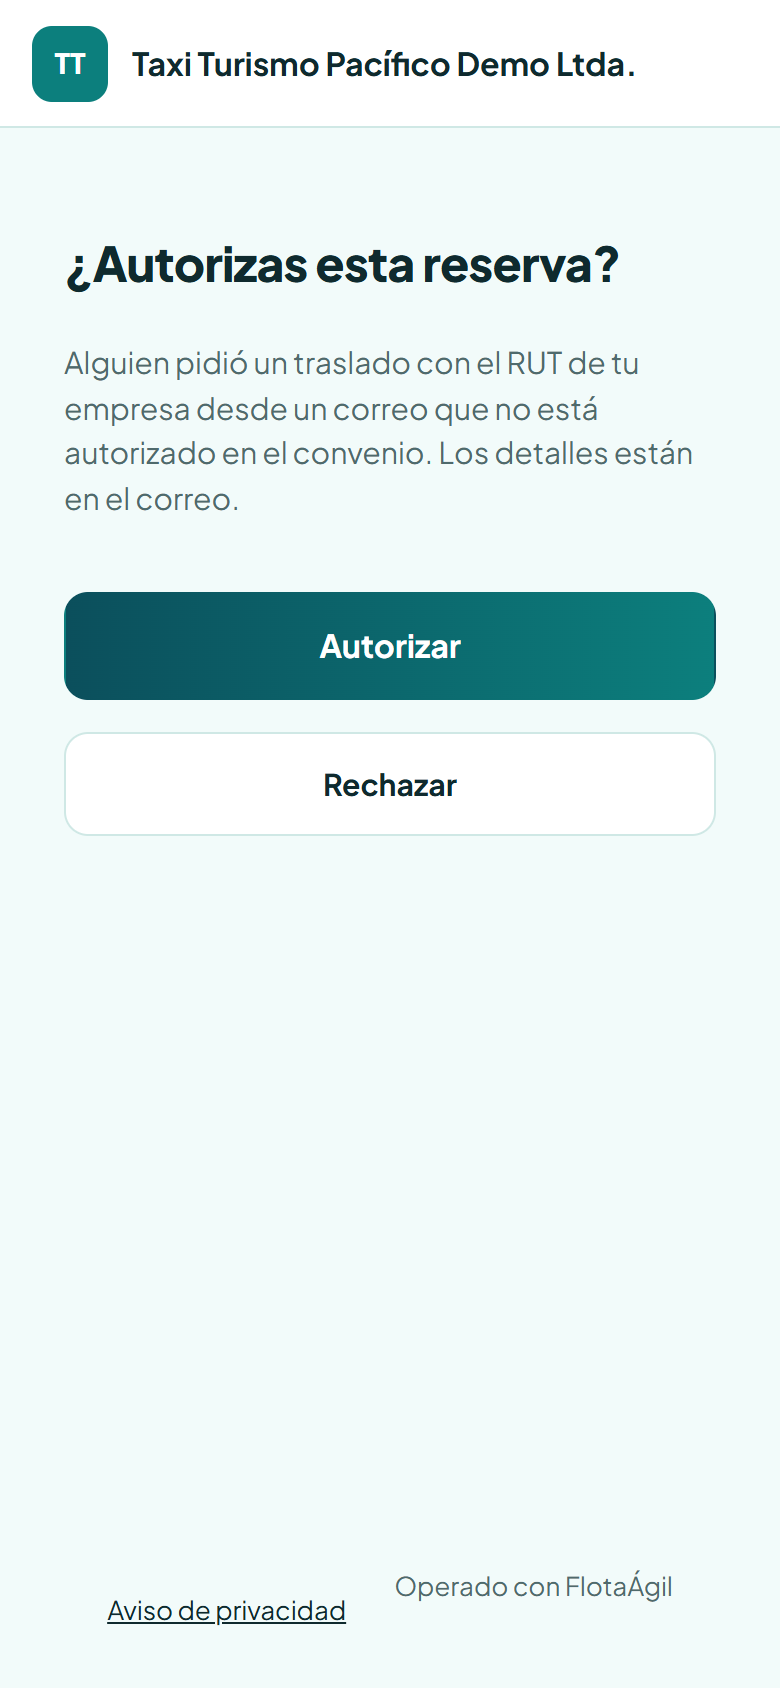 TT
Taxi Turismo Pacífico Demo Ltda.
¿Autorizas esta reserva?
Alguien pidió un traslado con el RUT de tu
empresa desde un correo que no está
autorizado en el convenio. Los detalles están
en el correo.
Autorizar
Rechazar
Aviso de privacidad
Operado con FlotaÁgil